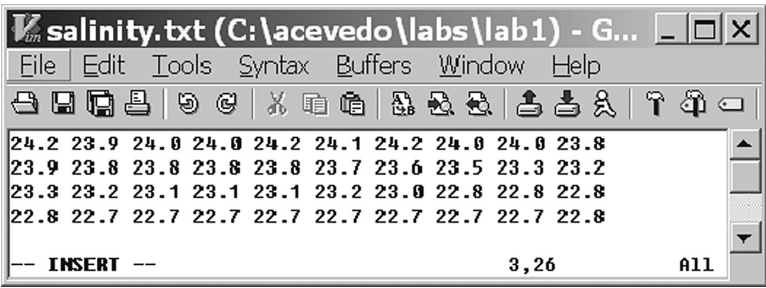 salinity.txt (C:\acevedo\labs\lab1) - G...
File Edit Tools Syntax Buffers Window Help
24.2 23.9 24.0 24.0 24.2 24.1 24.2 24.0 24.0 23.8
23.9 23.8 23.8 23.8 23.8 23.7 23.6 23.5 23.3 23.2
23.3 23.2 23.1 23.1 23.1 23.2 23.0 22.8 22.8 22.8
22.8 22.7 22.7 22.7 22.7 22.7 22.7 22.7 22.7 22.8
-- INSERT -- 3,26 All